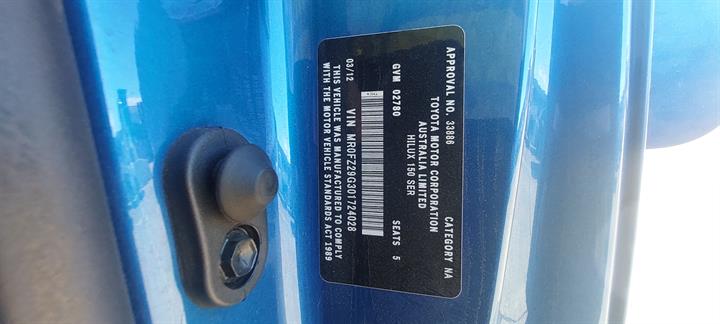 APPROVAL NO. 33886 CATEGORY NA
TOYOTA MOTOR CORPORATION
AUSTRALIA LIMITED
HILUX 150 SER
GVM 02780 SEATS 5
03/12 VIN MR0FZ29G301724028
THIS VEHICLE WAS MANUFACTURED TO COMPLY
WITH THE MOTOR VEHICLE STANDARDS ACT 1989